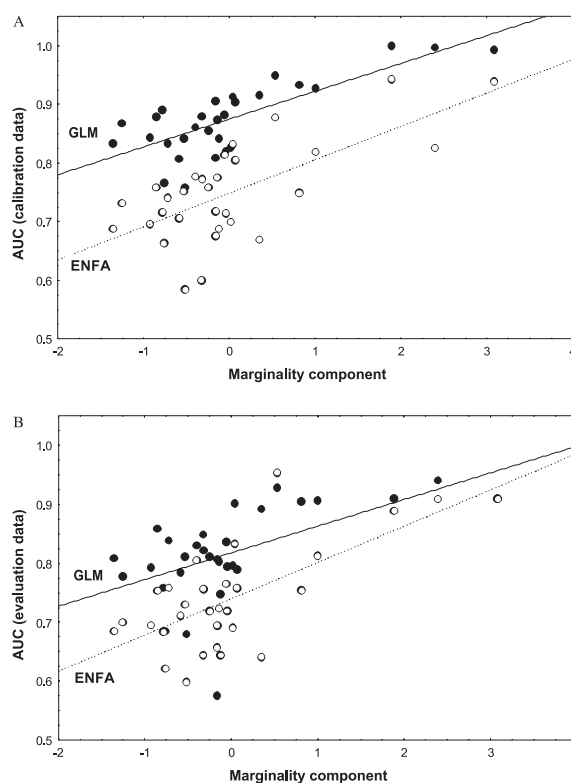 A
1.0
0.9
GLM
0.8
0.7
ENFA
0.6
0.5
-2 -1 0 1 2 3 4
AUC (calibration data)
Marginality component
B
1.0
0.9
0.8
GLM
0.7
ENFA
0.6
0.5
-2 -1 0 1 2 3 4
AUC (evaluation data)
Marginality component